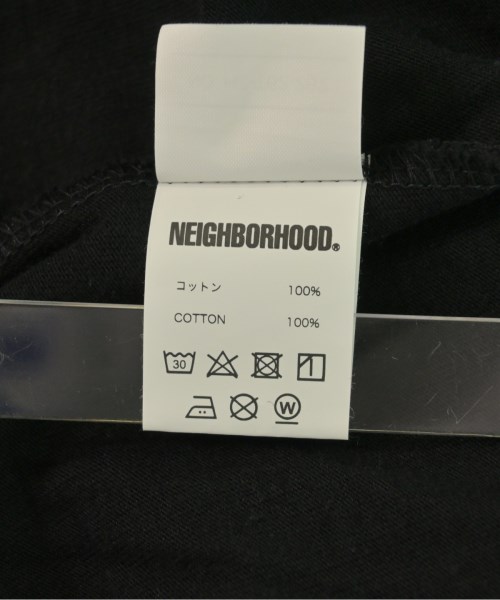 NEIGHBORHOOD®
コットン 100%
COTTON 100%
30
W